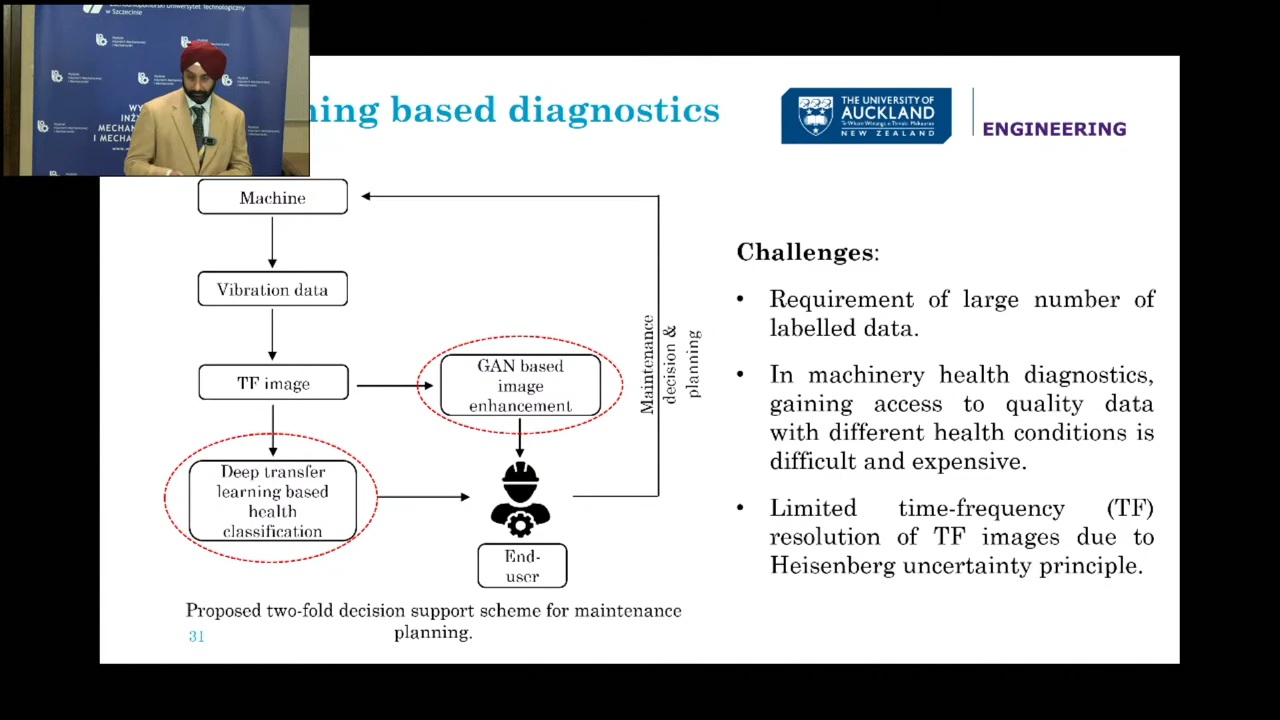 w Szczecinie
ning based diagnostics
THE UNIVERSITY OF
AUCKLAND
NEW ZEALAND
ENGINEERING
Machine
Vibration data
TF image
GAN based
image
enhancement
Deep transfer
learning based
health
classification
End-
user
Maintenance
decision &
planning
Proposed two-fold decision support scheme for maintenance
planning.
31
Challenges:
• Requirement of large number of
labelled data.
• In machinery health diagnostics,
gaining access to quality data
with different health conditions is
difficult and expensive.
• Limited time-frequency (TF)
resolution of TF images due to
Heisenberg uncertainty principle.